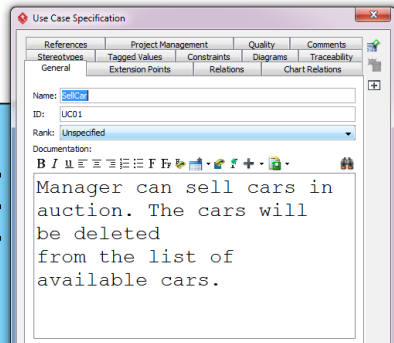 Use Case Specification
References Project Management Quality Comments
Stereotypes Tagged Values Constraints Diagrams Traceability
General Extension Points Relations Chart Relations
Name: SellCar
ID: UC01
Rank: Unspecified
Documentation:
B I U F
Manager can sell cars in
auction. The cars will
be deleted
from the list of
available cars.